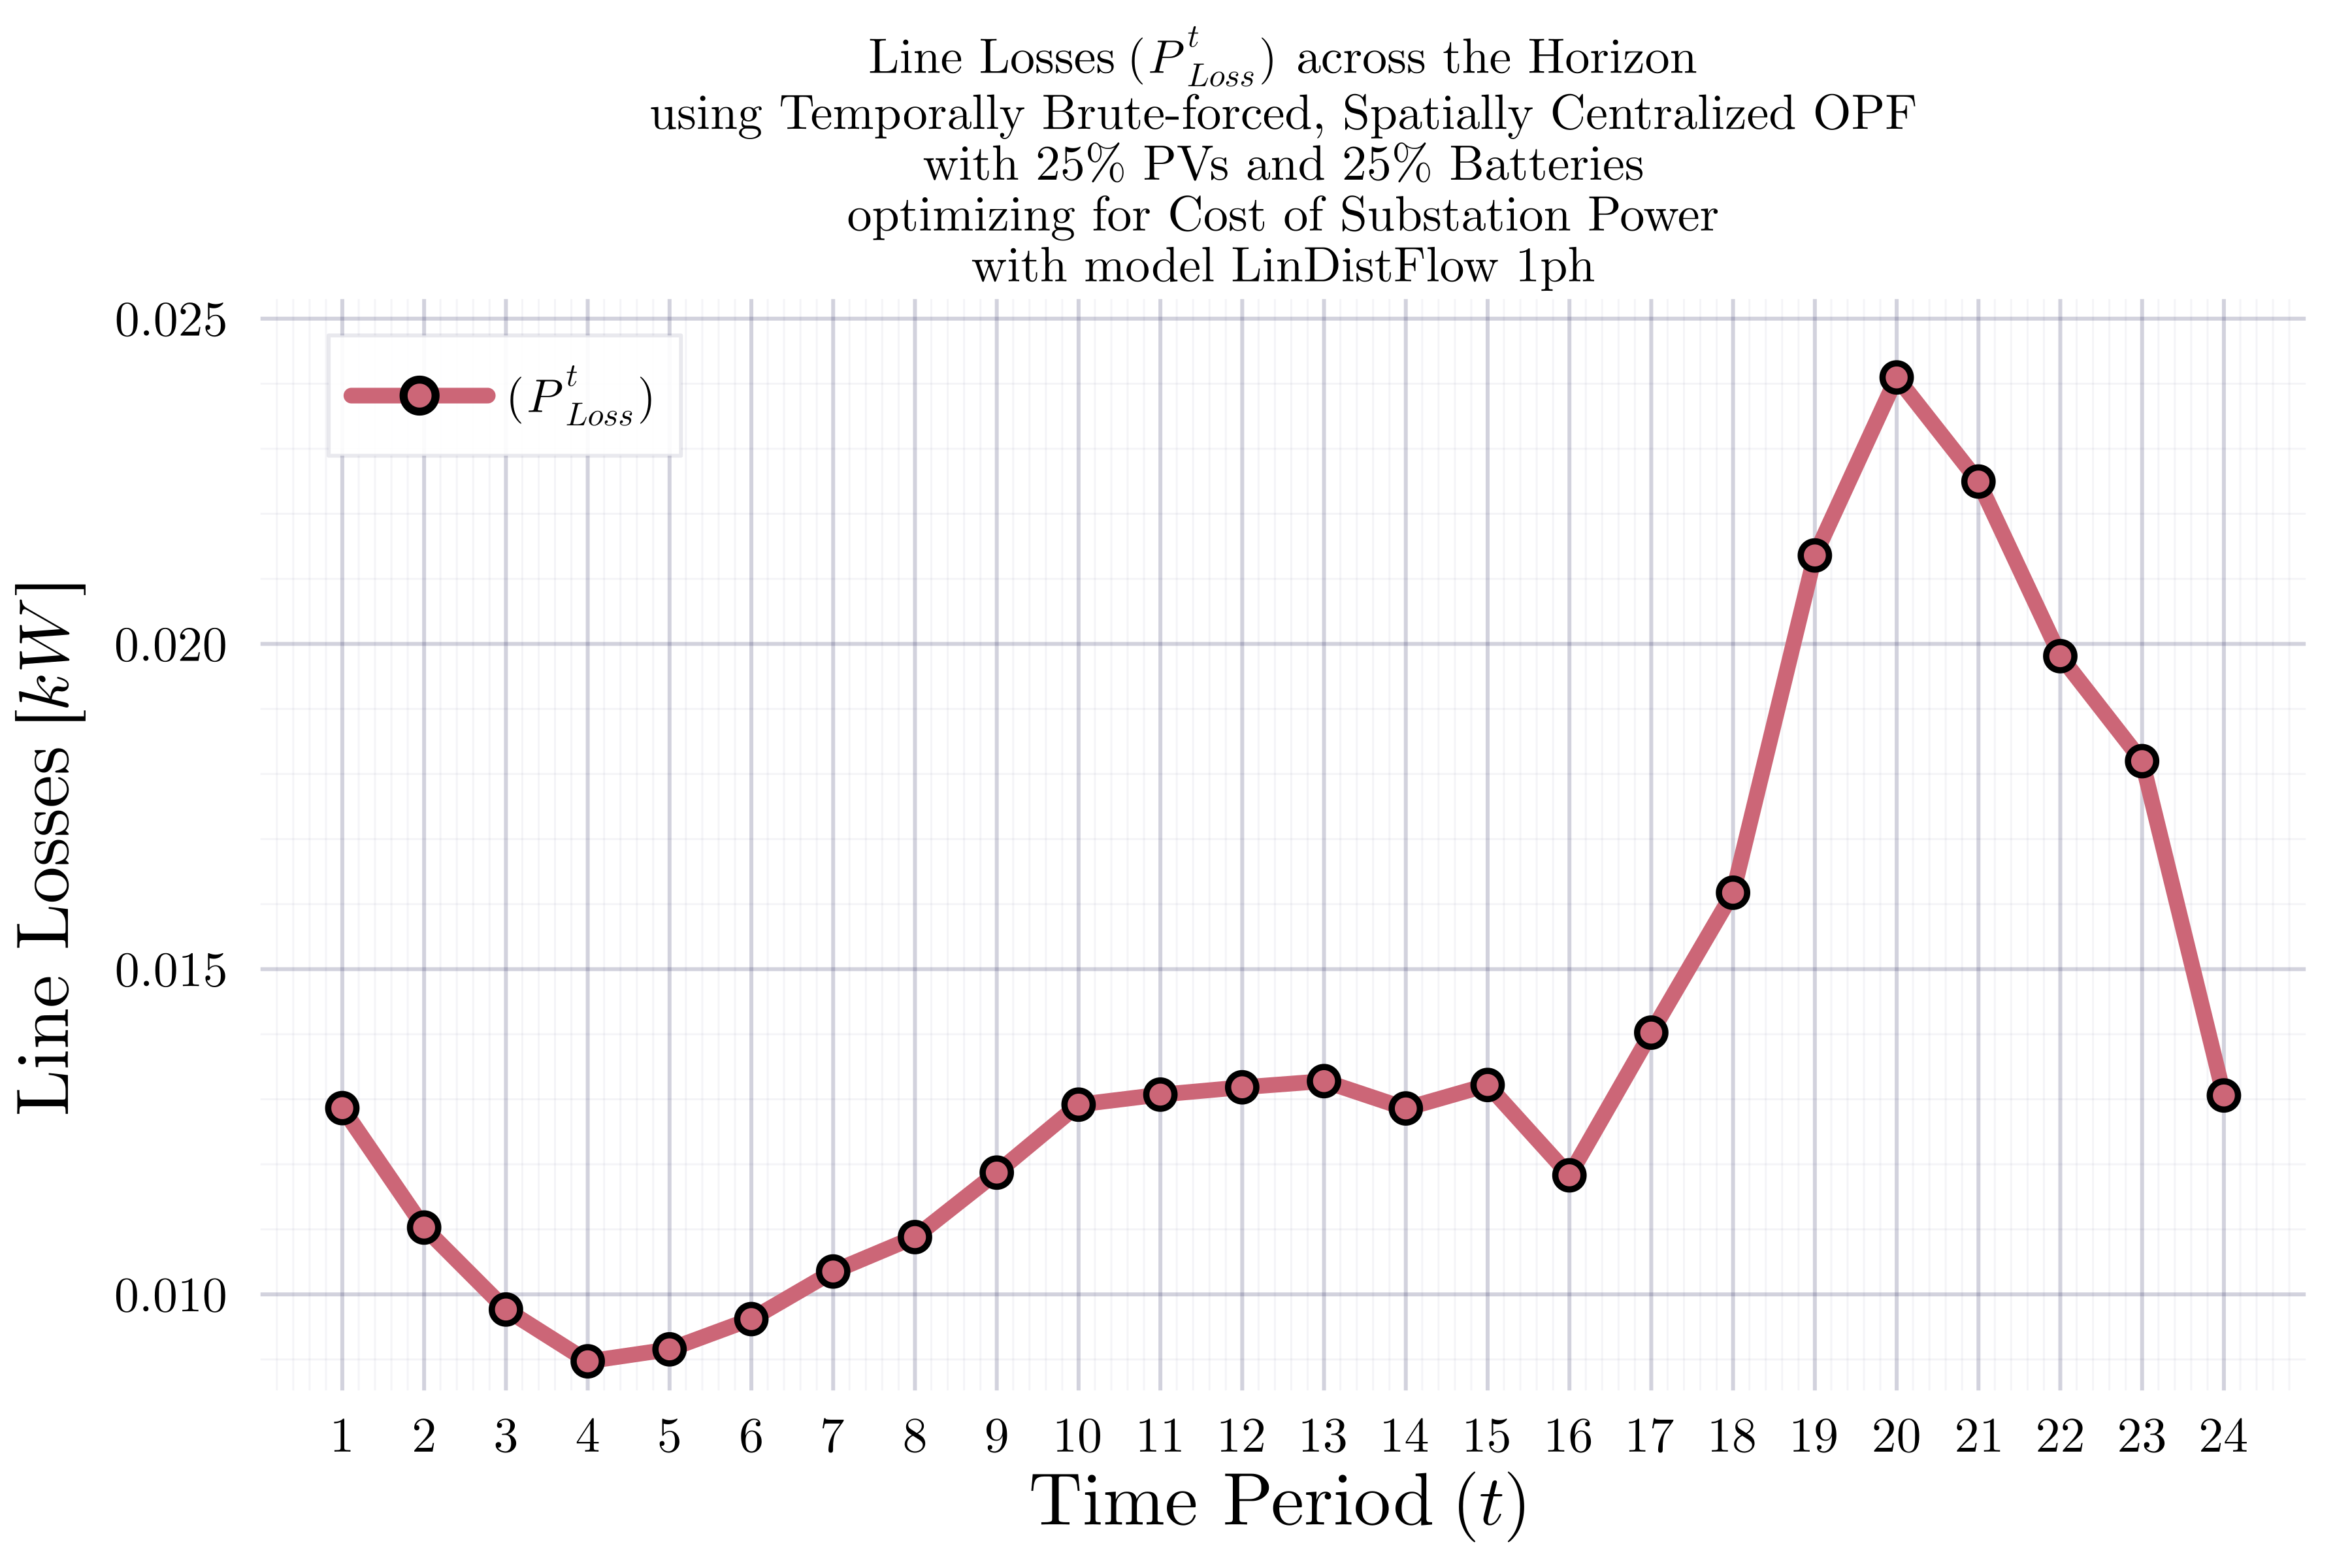 Line Losses (P^t_Loss) across the Horizon
using Temporally Brute-forced, Spatially Centralized OPF
with 25% PVs and 25% Batteries
optimizing for Cost of Substation Power
with model LinDistFlow 1ph
0.025
(P^t_Loss)
0.020
0.015
0.010
Line Losses [kW]
1 2 3 4 5 6 7 8 9 10 11 12 13 14 15 16 17 18 19 20 21 22 23 24
Time Period (t)